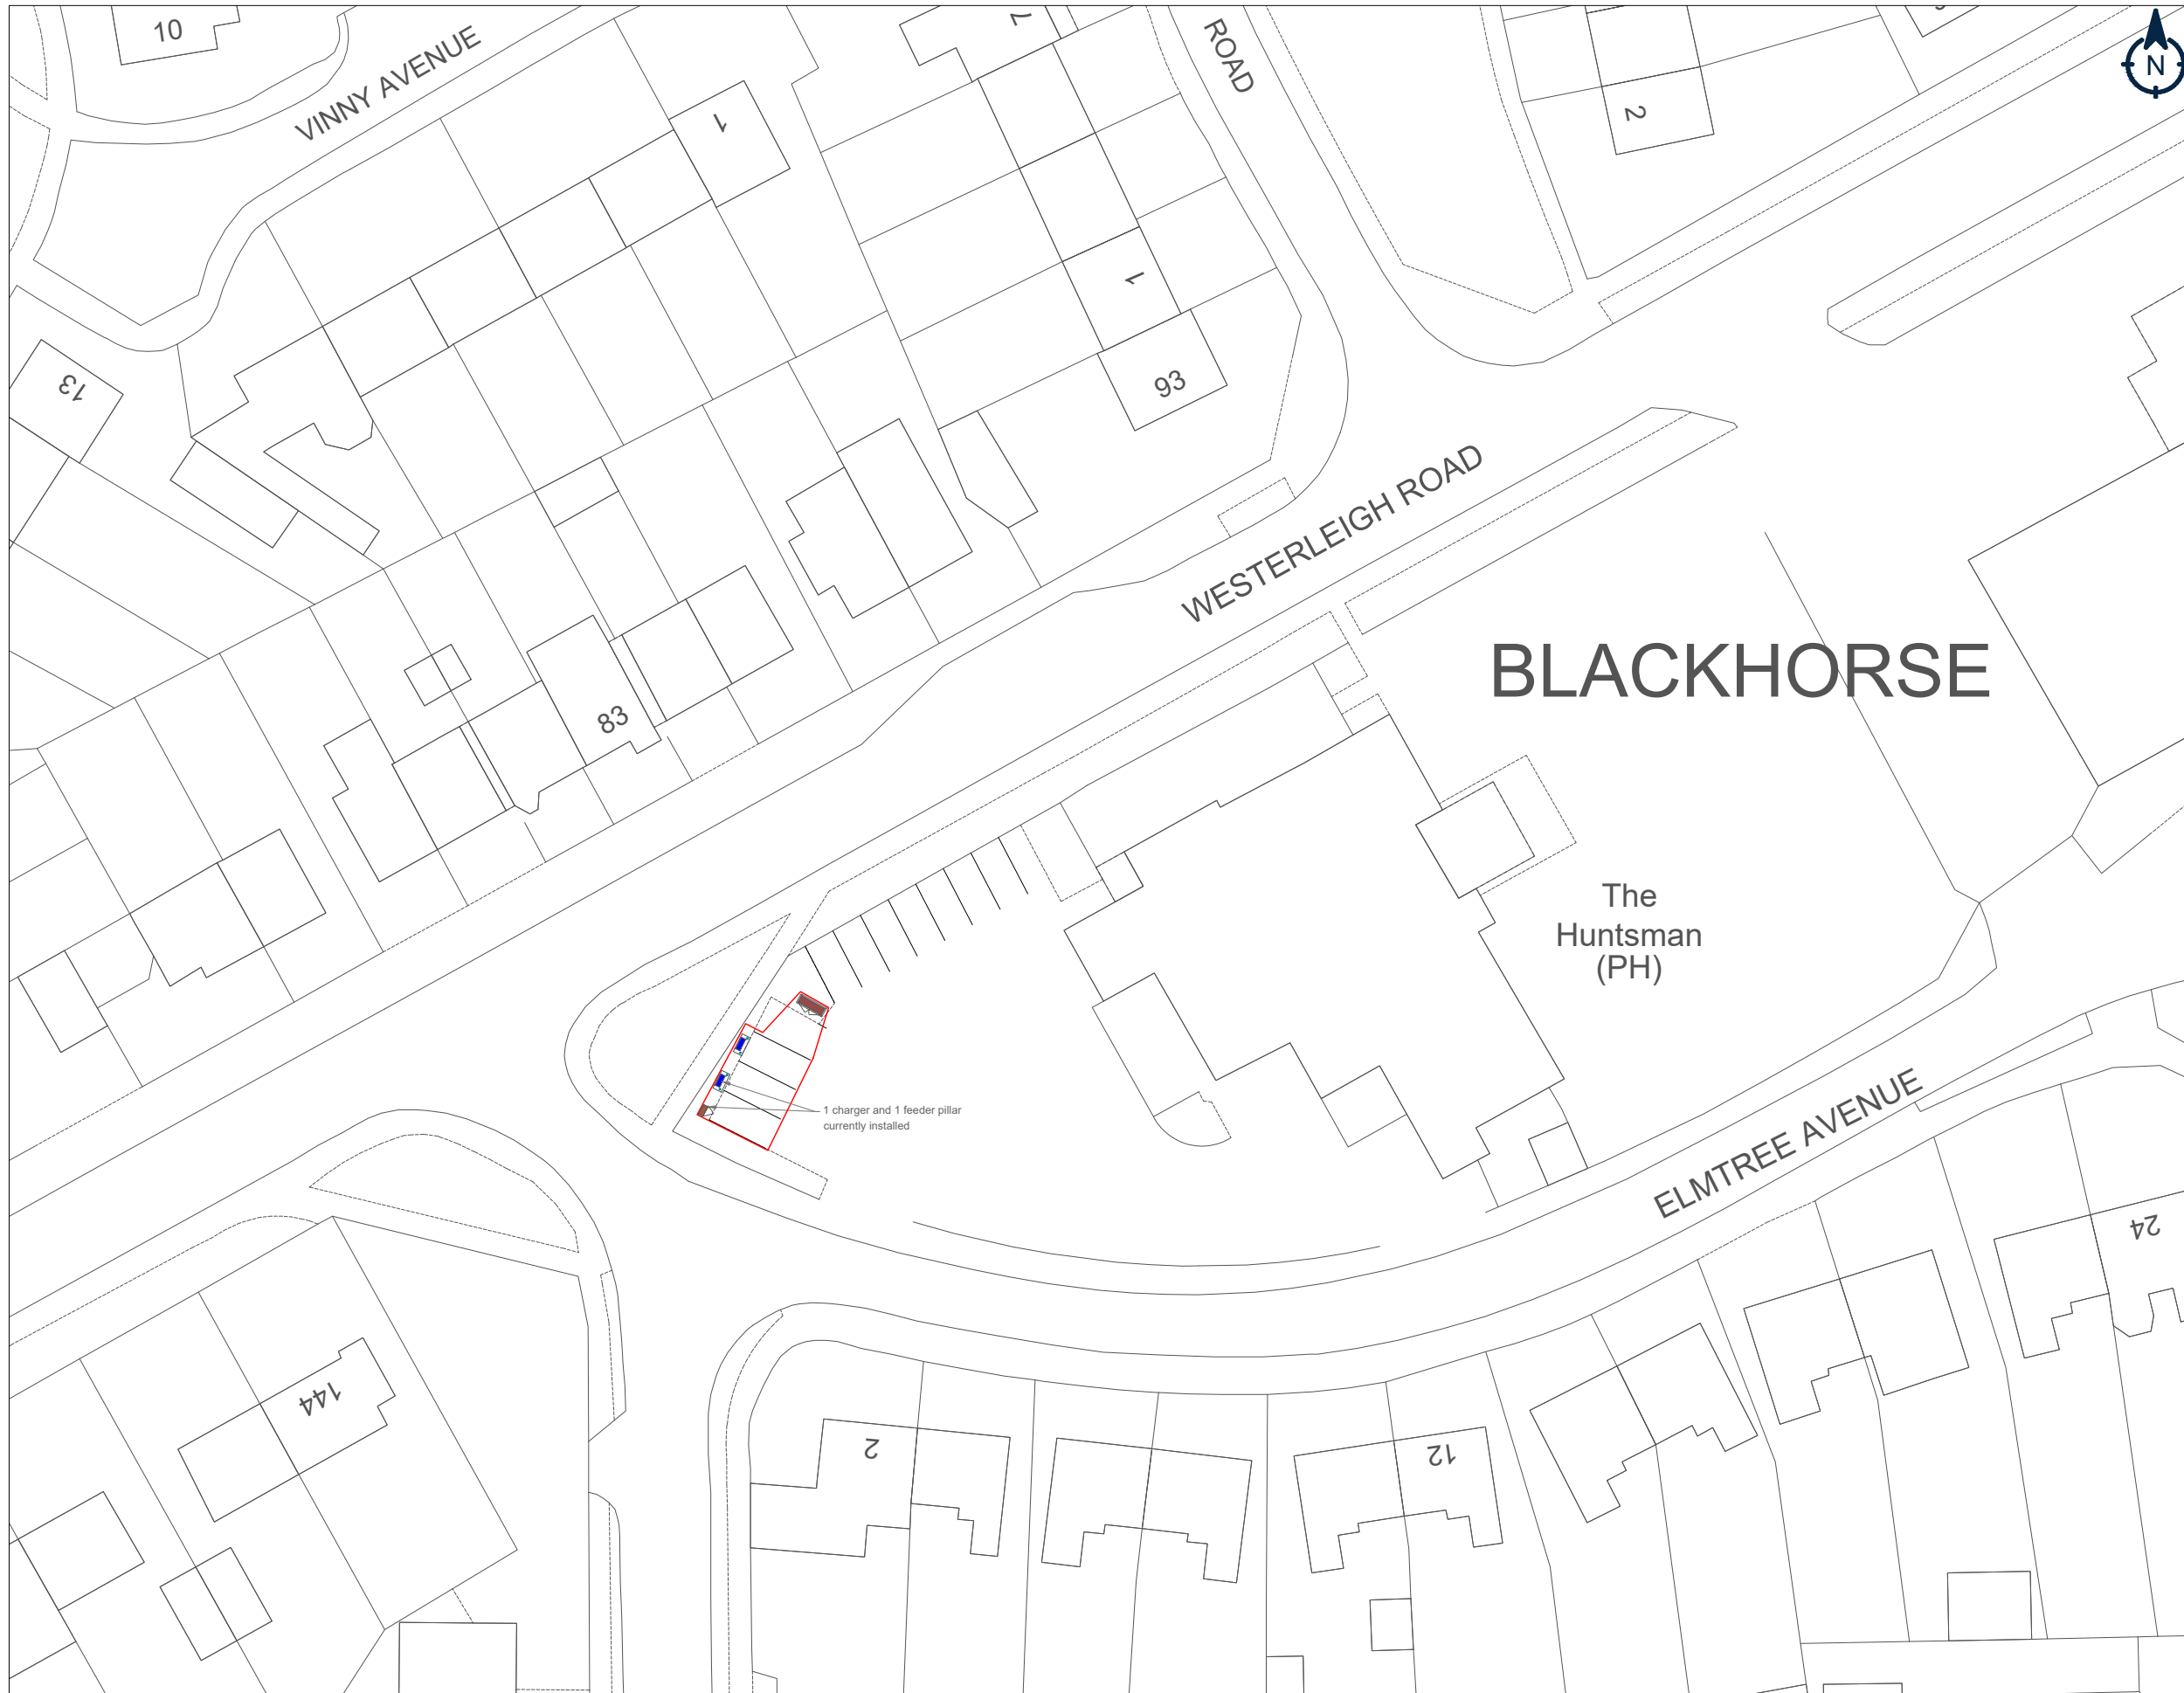 10
VINNY AVENUE
7
ROAD
N
1
2
13
1
93
WESTERLEIGH ROAD
BLACKHORSE
83
The
Huntsman
(PH)
1 charger and 1 feeder pillar
currently installed
ELMTREE AVENUE
24
144
2
12